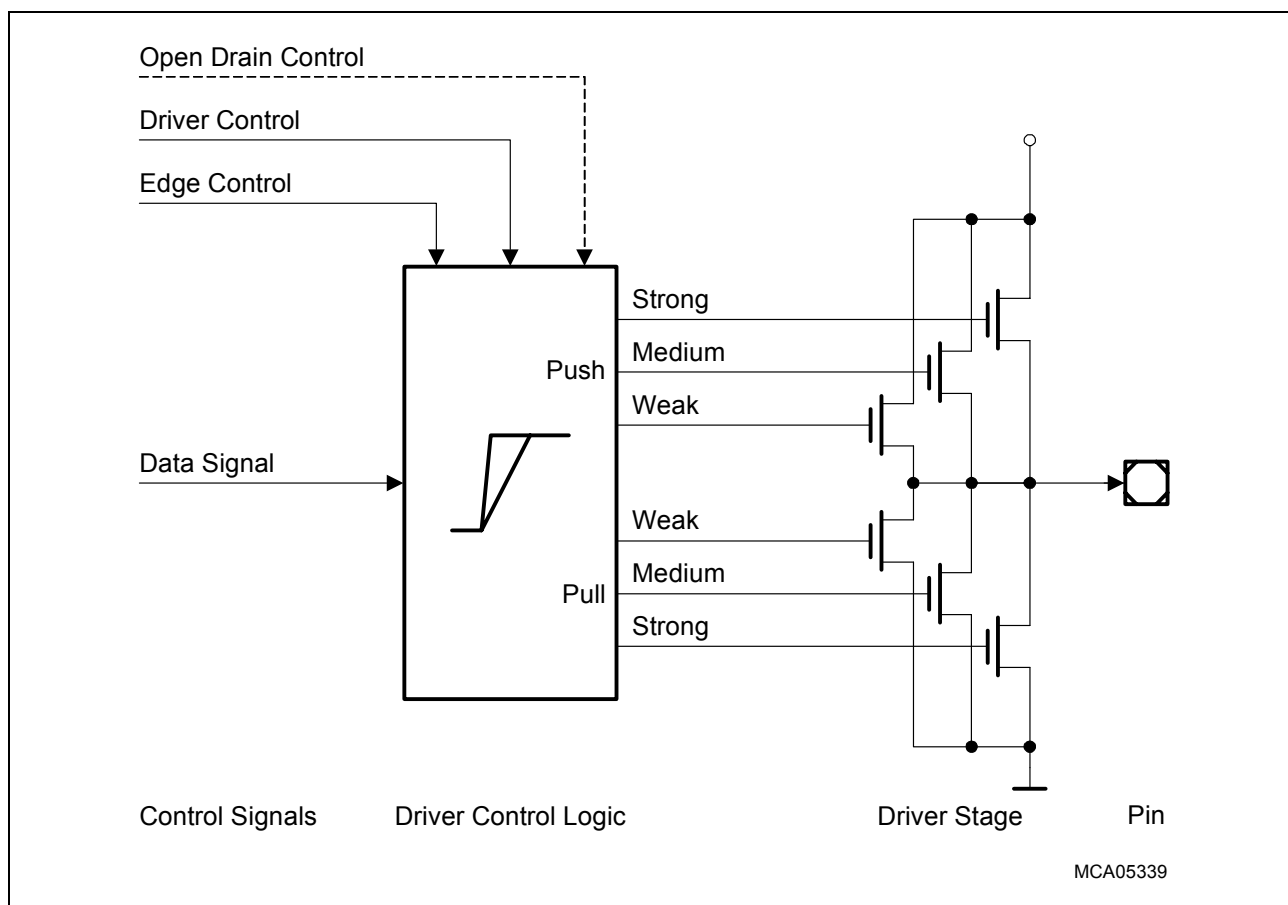 Open Drain Control
Driver Control
Edge Control
Strong
Medium
Push
Weak
Data Signal
Weak
Medium
Pull
Strong
Control Signals
Driver Control Logic
Driver Stage
Pin
MCA05339